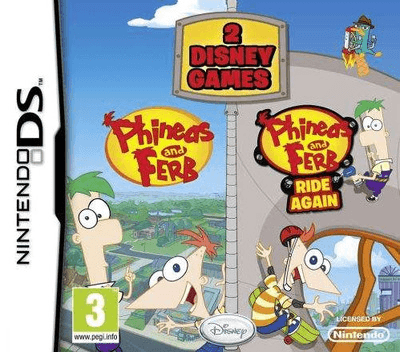 2
DISNEY
GAMES
NINTENDO DS™
Phineas
and
FERB
Phineas
and
FERB
RIDE
AGAIN
3
www.pegi.info
Disney
LICENSED BY
Nintendo